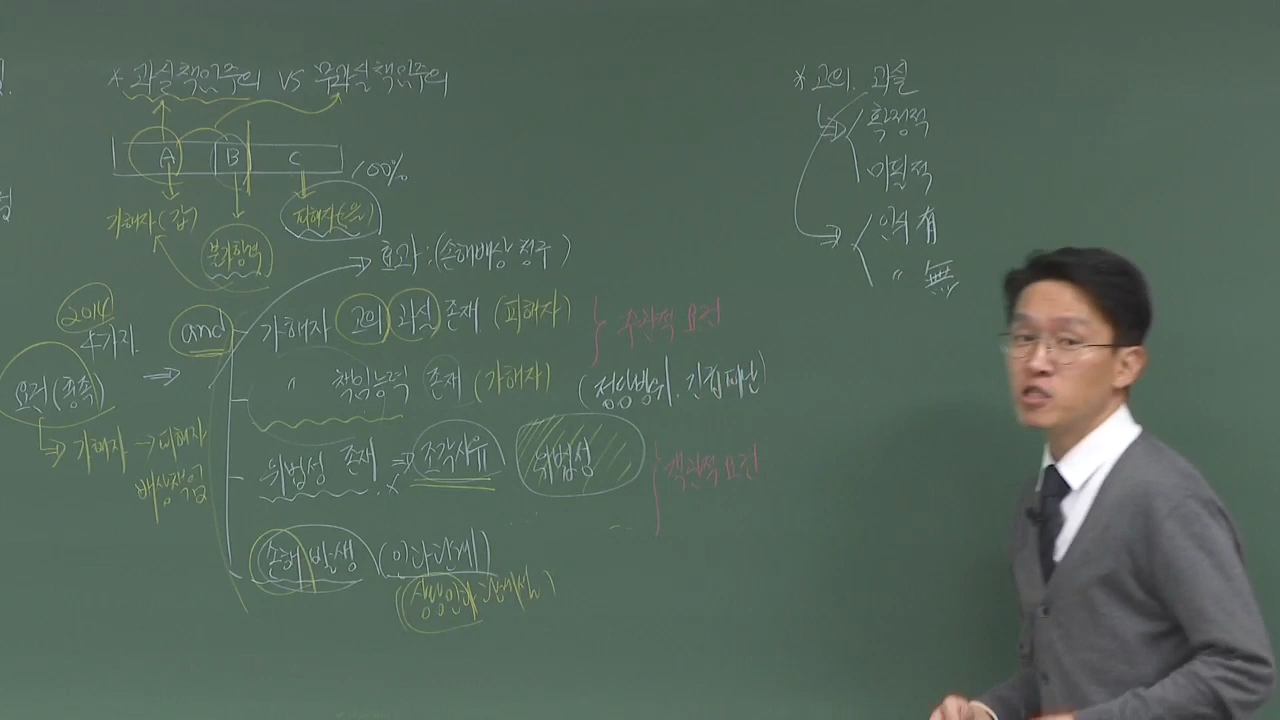 * 과실책임주의 VS 무과실책임주의
A B C 100%
가해자(갑) 피해자(을)
불가항력
효과 : (손해배상 청구)
2014
4가지.
요건(충족) ⇒ and
가해자 고의 과실 존재 (피해자) } 주관적 요건
〃 책임능력 존재 (가해자) (정당방위. 긴급피난)
⇒ 가해자 → 피해자
배상책임
위법성 존재 ⇒ 조각사유 위법성 } 객관적 요건
손해 발생 (인과관계)
(상당인과관계설)
* 고의. 과실
⇒ 확정적
미필적
⇒ 인식 有
〃 無